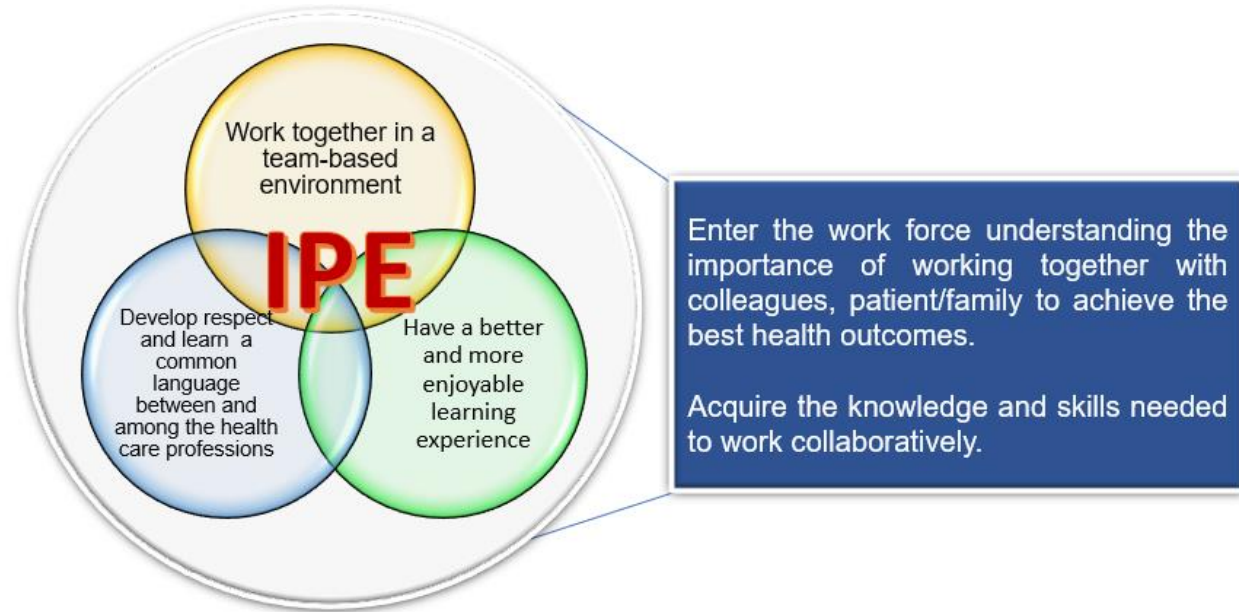 Work together in a
team-based
environment
IPE
Develop respect
and learn a
common
language
between and
among the health
care professions
Have a better
and more
enjoyable
learning
experience
Enter the work force understanding the
importance of working together with
colleagues, patient/family to achieve the
best health outcomes.
Acquire the knowledge and skills needed
to work collaboratively.